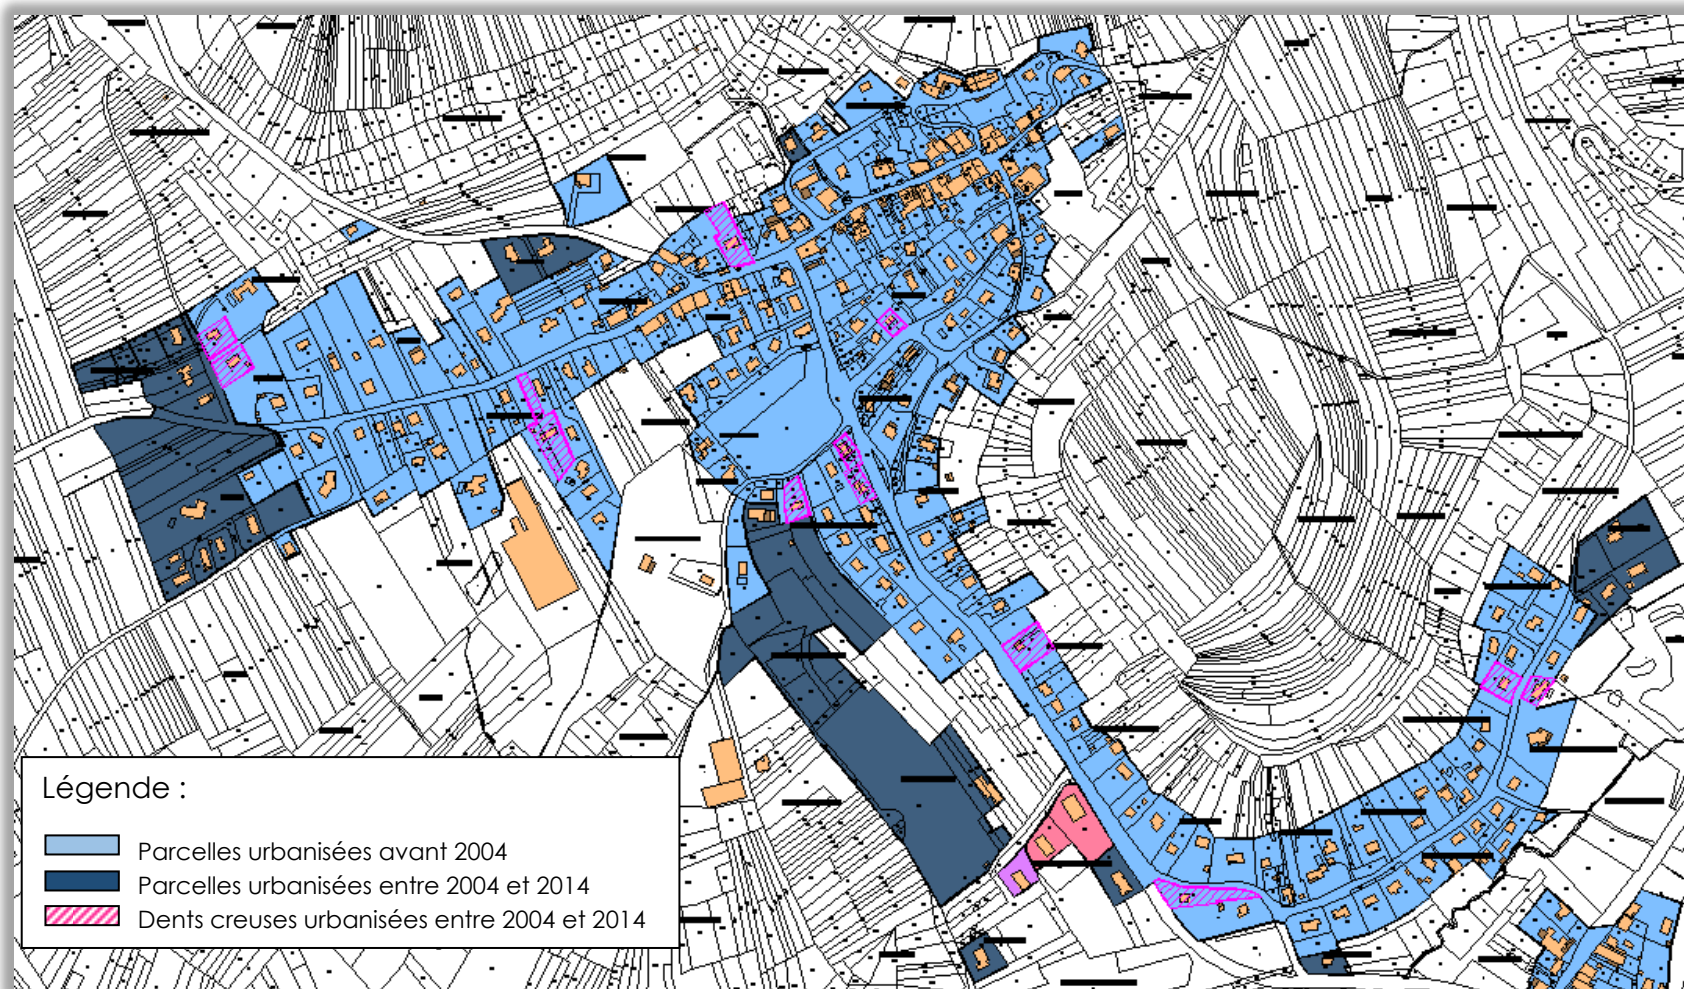 Légende :
Parcelles urbanisées avant 2004
Parcelles urbanisées entre 2004 et 2014
Dents creuses urbanisées entre 2004 et 2014